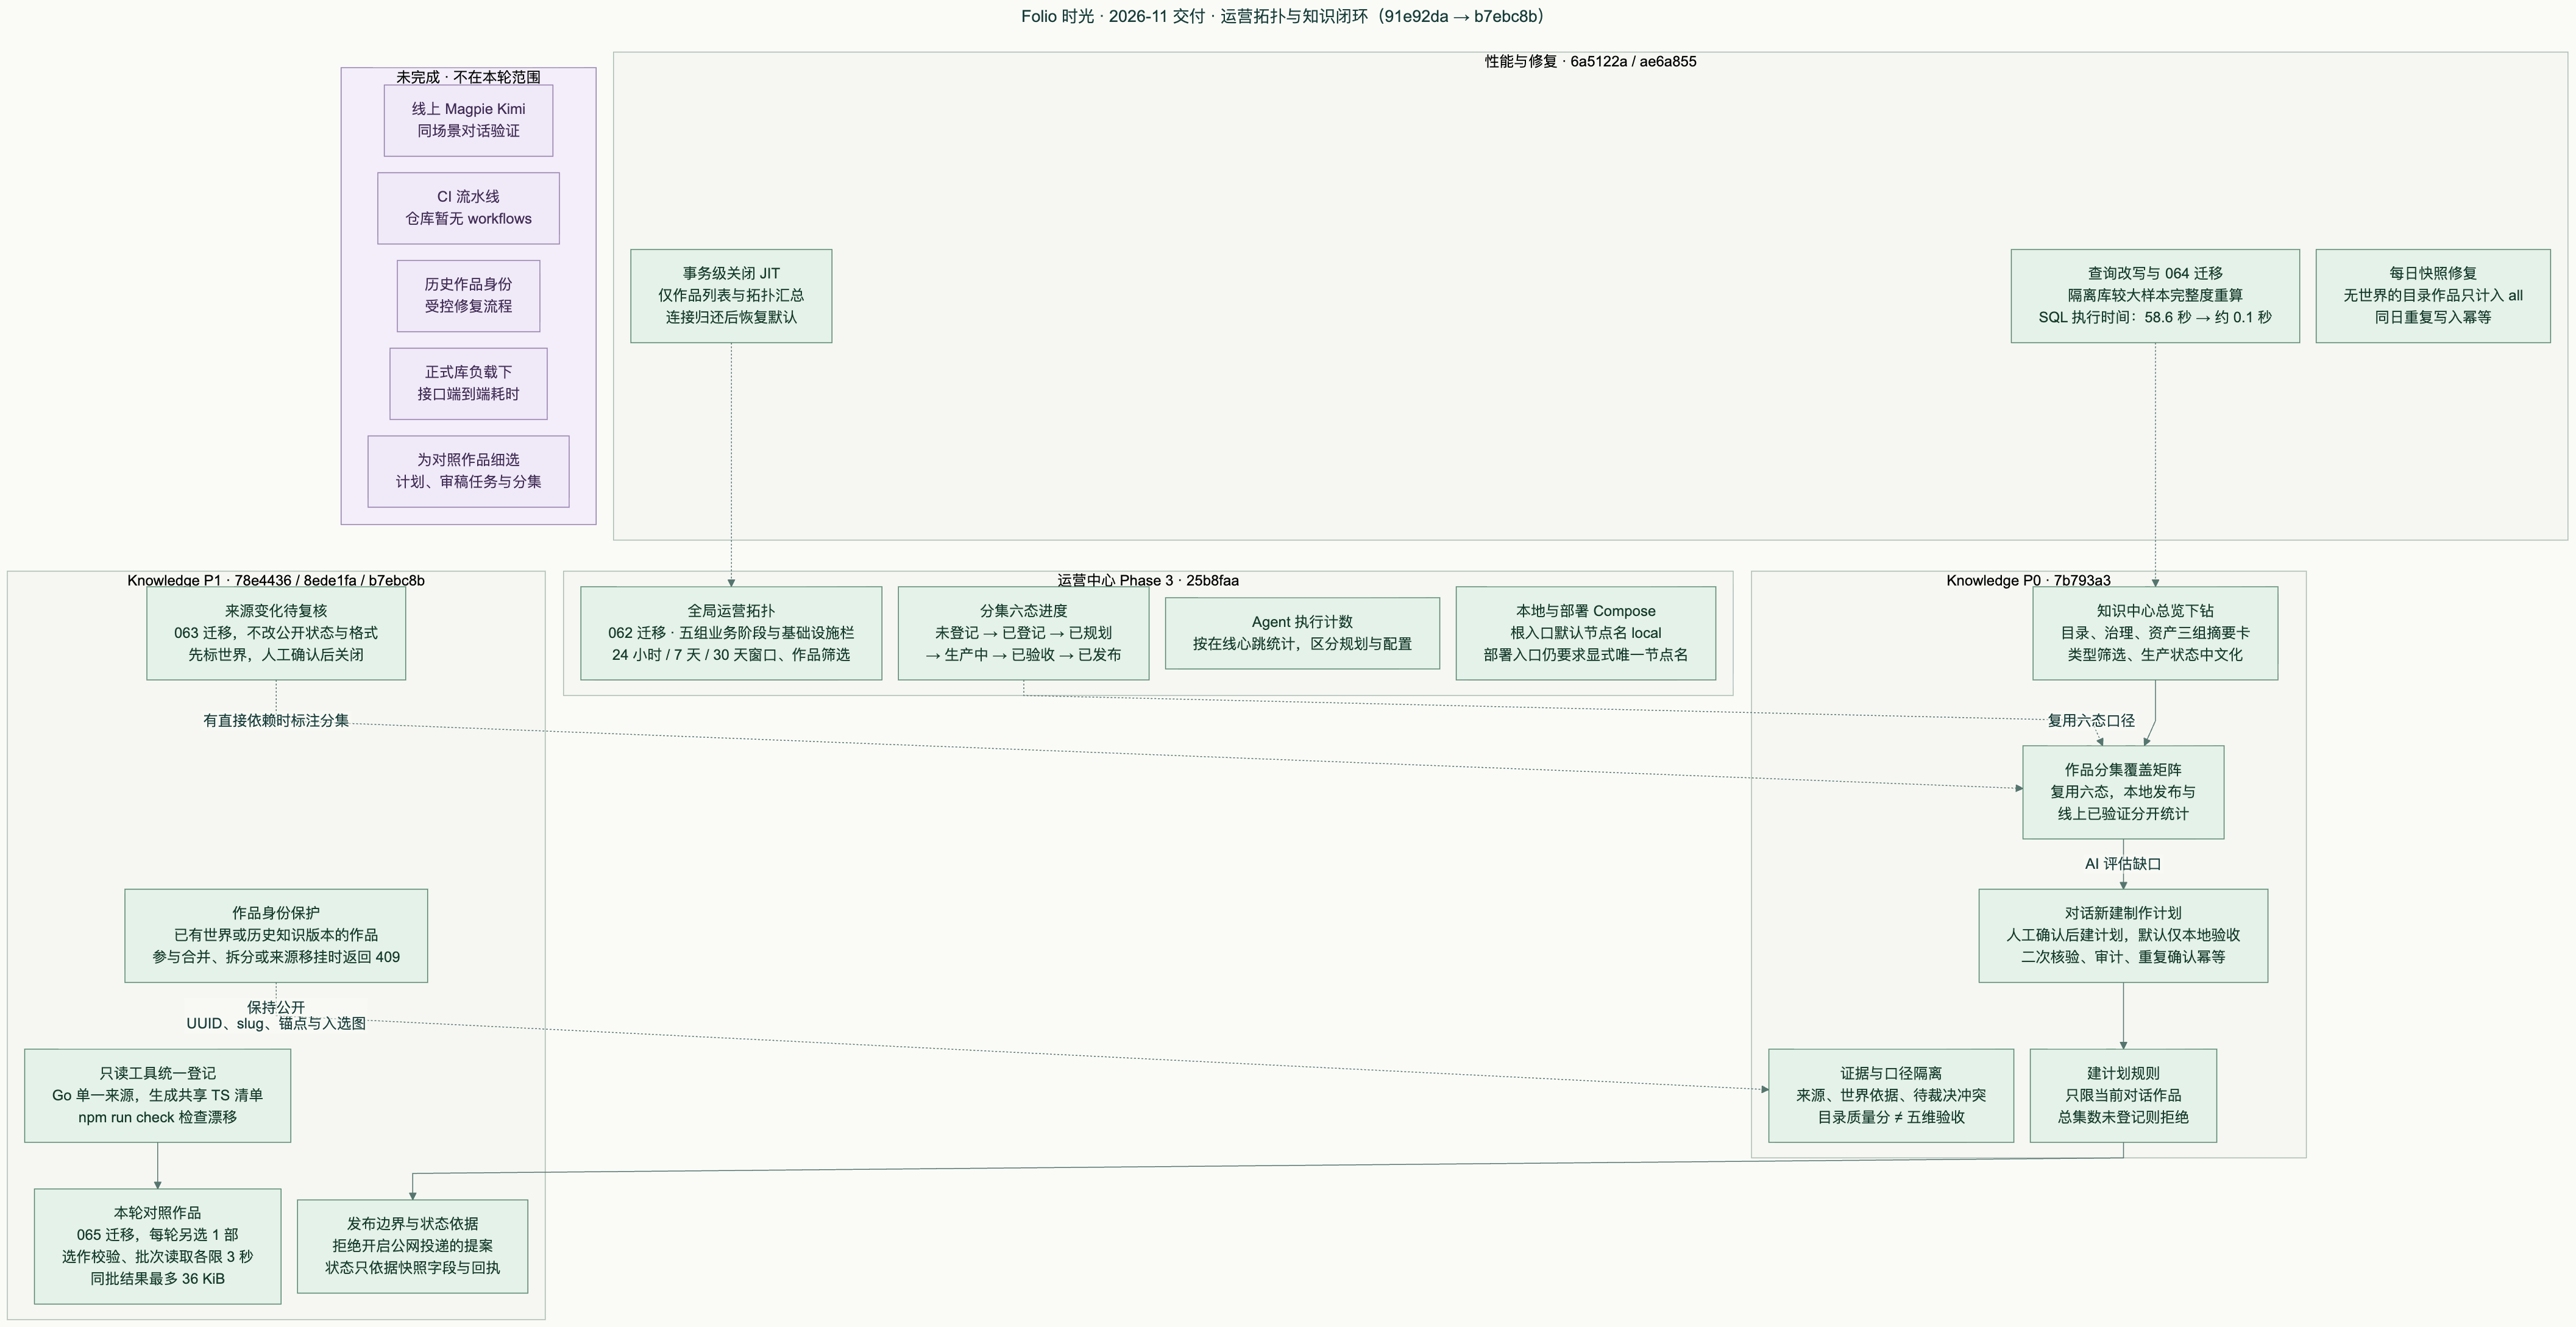 Folio 时光 · 2026-11 交付 · 运营拓扑与知识闭环（91e92da → b7ebc8b）
未完成 · 不在本轮范围
线上 Magpie Kimi
同场景对话验证
CI 流水线
仓库暂无 workflows
历史作品身份
受控修复流程
正式库负载下
接口端到端耗时
为对照作品细选
计划、审稿任务与分集
性能与修复 · 6a5122a / ae6a855
事务级关闭 JIT
仅作品列表与拓扑汇总
连接归还后恢复默认
查询改写与 064 迁移
隔离库较大样本完整度重算
SQL 执行时间：58.6 秒 → 约 0.1 秒
每日快照修复
无世界的目录作品只计入 all
同日重复写入幂等
Knowledge P1 · 78e4436 / 8ede1fa / b7ebc8b
来源变化待复核
063 迁移，不改公开状态与格式
先标世界，人工确认后关闭
有直接依赖时标注分集
作品身份保护
已有世界或历史知识版本的作品
参与合并、拆分或来源移挂时返回 409
保持公开
UUID、slug、锚点与入选图
只读工具统一登记
Go 单一来源，生成共享 TS 清单
npm run check 检查漂移
本轮对照作品
065 迁移，每轮另选 1 部
选作校验、批次读取各限 3 秒
同批结果最多 36 KiB
发布边界与状态依据
拒绝开启公网投递的提案
状态只依据快照字段与回执
运营中心 Phase 3 · 25b8faa
全局运营拓扑
062 迁移 · 五组业务阶段与基础设施栏
24 小时 / 7 天 / 30 天窗口、作品筛选
分集六态进度
未登记 → 已登记 → 已规划
→ 生产中 → 已验收 → 已发布
Agent 执行计数
按在线心跳统计，区分规划与配置
本地与部署 Compose
根入口默认节点名 local
部署入口仍要求显式唯一节点名
Knowledge P0 · 7b793a3
知识中心总览下钻
目录、治理、资产三组摘要卡
类型筛选、生产状态中文化
复用六态口径
作品分集覆盖矩阵
复用六态，本地发布与
线上已验证分开统计
AI 评估缺口
对话新建制作计划
人工确认后建计划，默认仅本地验收
二次核验、审计、重复确认幂等
证据与口径隔离
来源、世界依据、待裁决冲突
目录质量分 ≠ 五维验收
建计划规则
只限当前对话作品
总集数未登记则拒绝